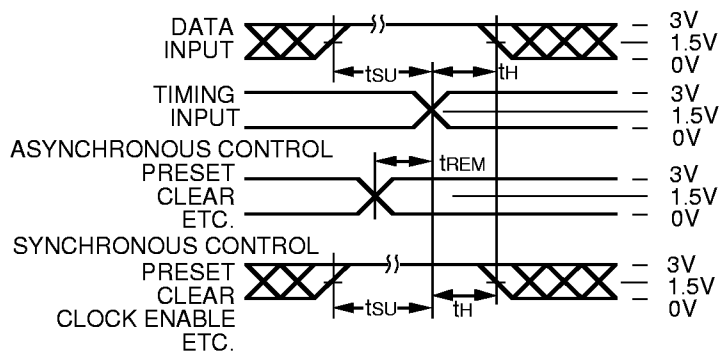 DATA INPUT
3V
1.5V
0V
tSU
tH
TIMING INPUT
3V
1.5V
0V
ASYNCHRONOUS CONTROL
tREM
PRESET
CLEAR
ETC.
3V
1.5V
0V
SYNCHRONOUS CONTROL
PRESET
CLEAR
CLOCK ENABLE
ETC.
3V
1.5V
0V
tSU
tH